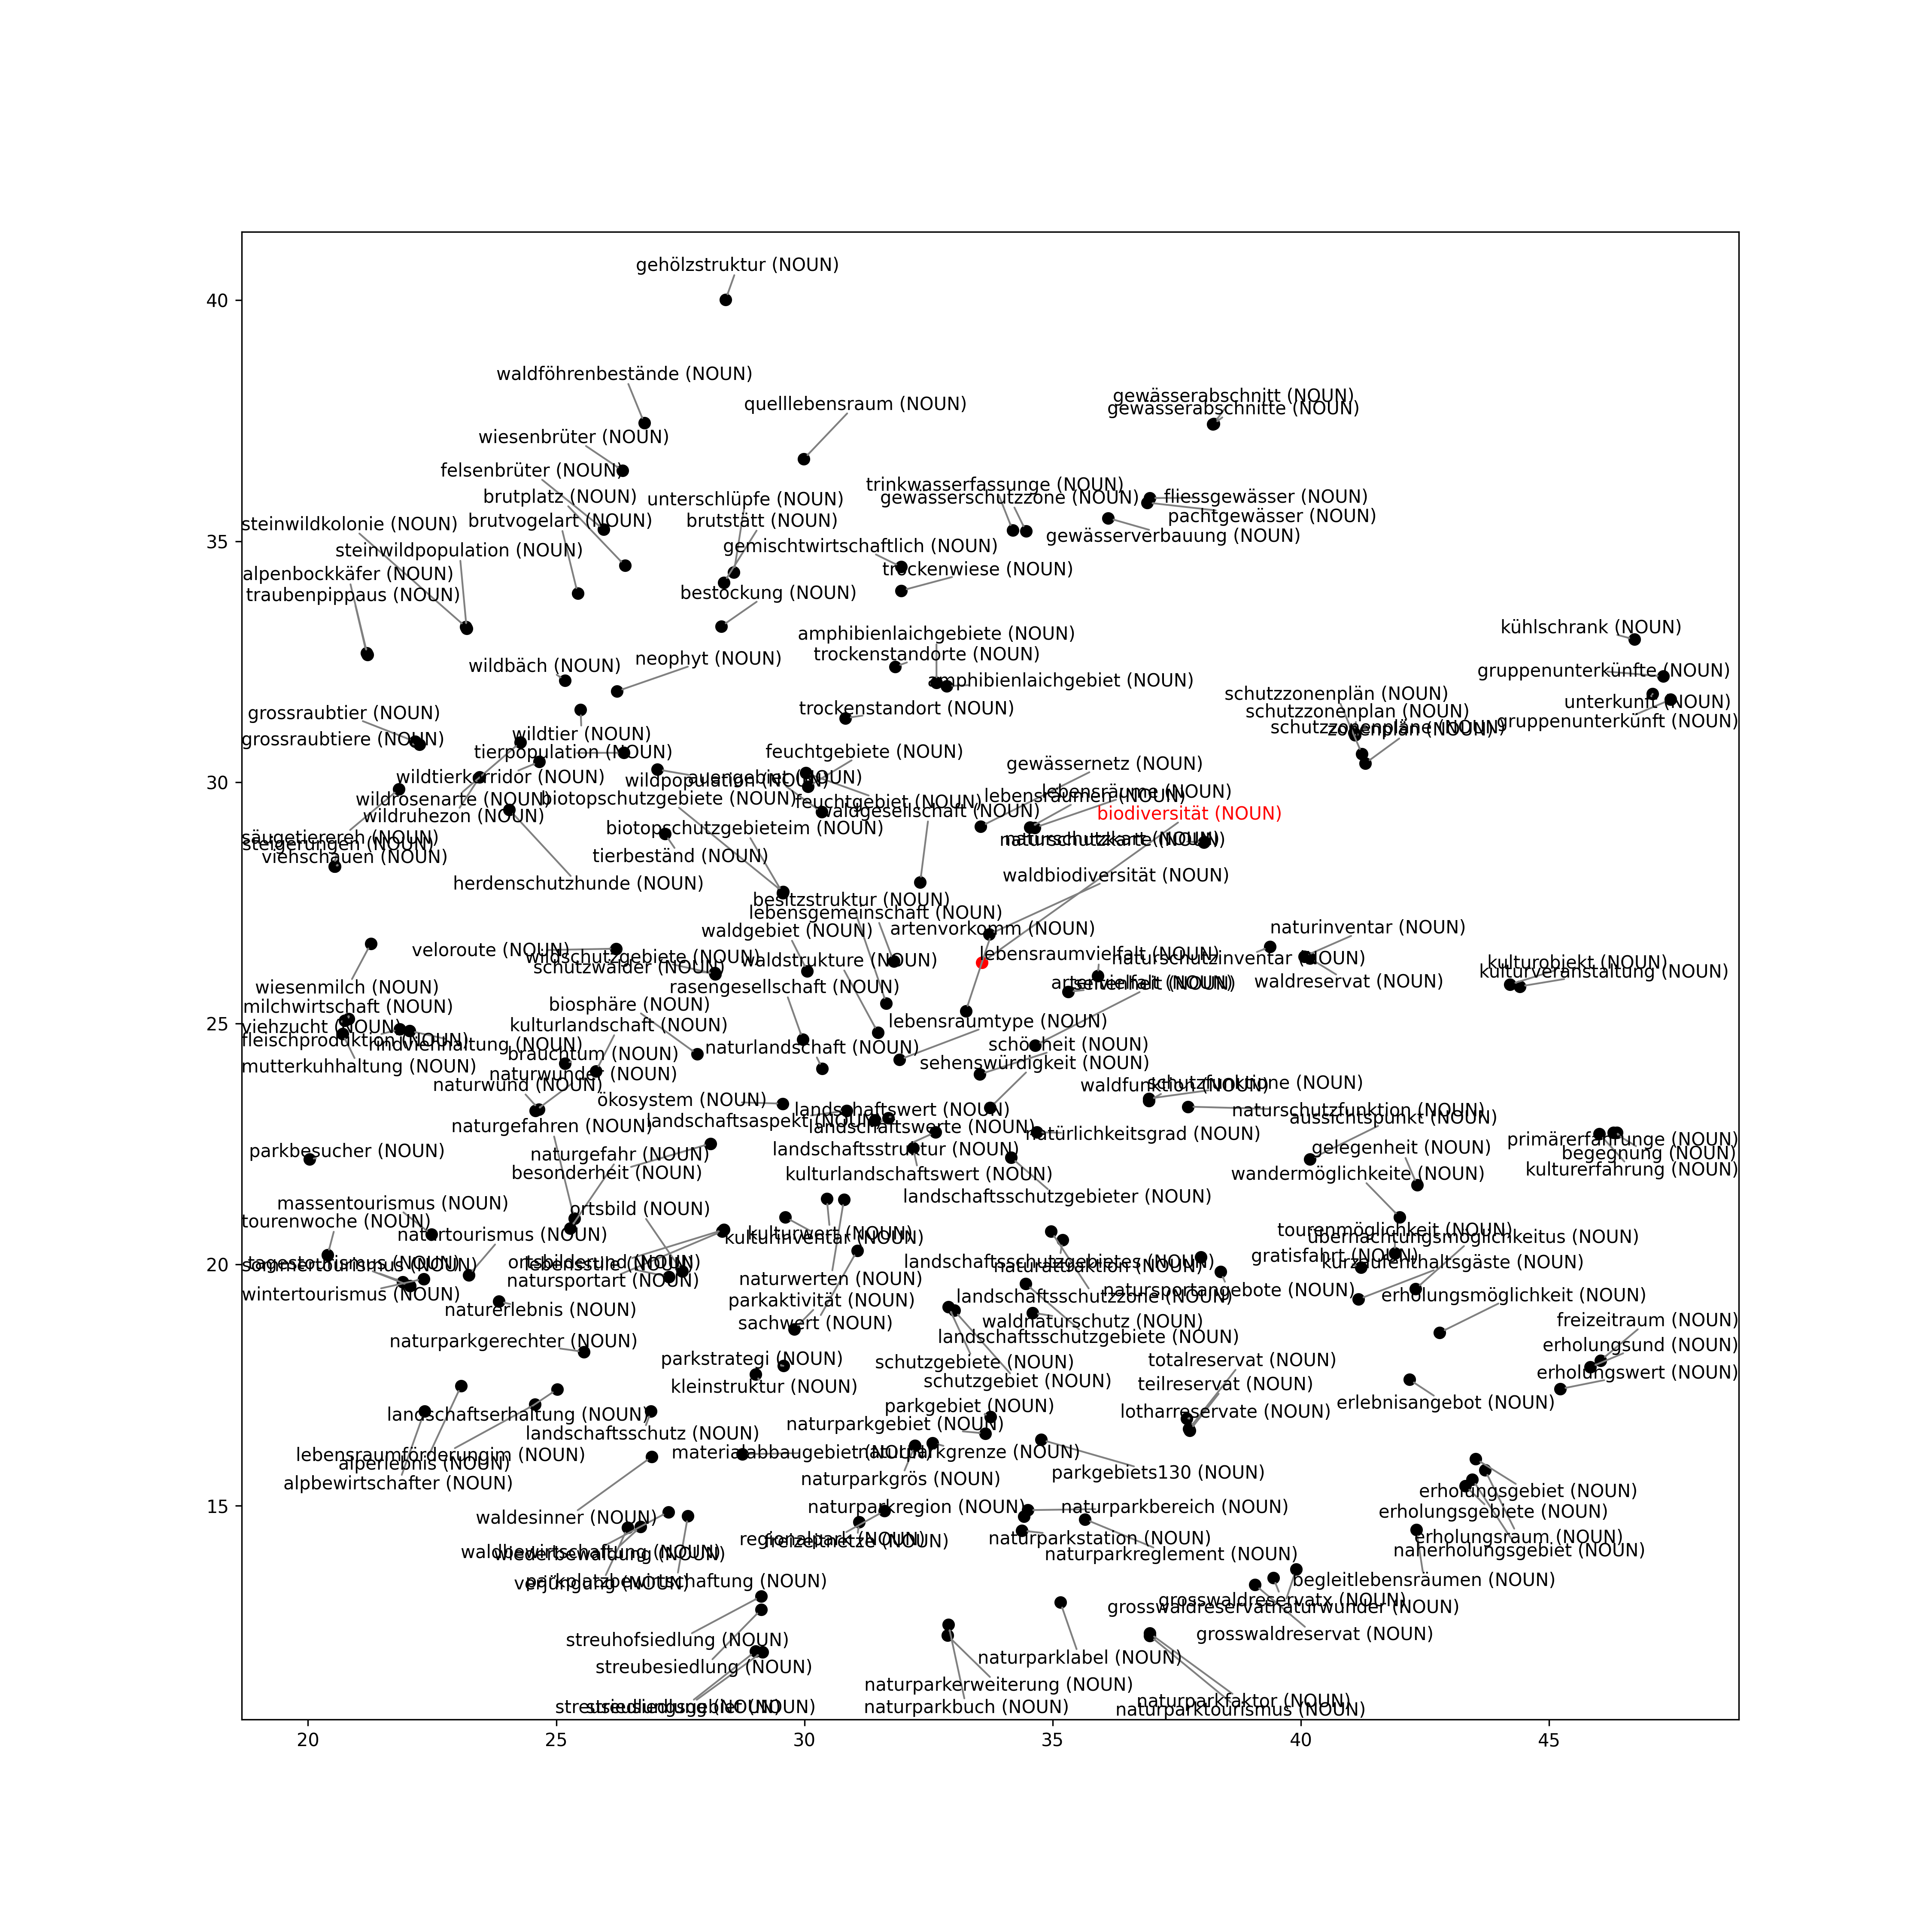 gehölzstruktur (NOUN)
40
waldföhrenbestände (NOUN)
gewässerabschnitt (NOUN)
quelllebensraum (NOUN)
gewässerabschnitte (NOUN)
wiesenbrüter (NOUN)
felsenbrüter (NOUN)
trinkwasserfassunge (NOUN)
brutplatz (NOUN)
unterschlüpfe (NOUN)
gewässerschutzzone (NOUN)
fliessgewässer (NOUN)
pachtgewässer (NOUN)
steinwildkolonie (NOUN)
brutvogelart (NOUN)
brutstätt (NOUN)
gewässerverbauung (NOUN)
35
steinwildpopulation (NOUN)
gemischtwirtschaftlich (NOUN)
trockenwiese (NOUN)
alpenbockkäfer (NOUN)
traubenpippaus (NOUN)
bestockung (NOUN)
kühlschrank (NOUN)
amphibienlaichgebiete (NOUN)
trockenstandorte (NOUN)
neophyt (NOUN)
wildbäch (NOUN)
gruppenunterkünfte (NOUN)
amphibienlaichgebiet (NOUN)
schutzzonenplän (NOUN)
unterkunft (NOUN)
trockenstandort (NOUN)
schutzzonenplan (NOUN)
grossraubtier (NOUN)
gruppenunterkünft (NOUN)
schutzzonenpläne (NOUN)
zonenplan (NOUN)
wildtier (NOUN)
grossraubtiere (NOUN)
tierpopulation (NOUN)
feuchtgebiete (NOUN)
gewässernetz (NOUN)
30
wildtierkorridor (NOUN)
wildpopulation (NOUN)
auengebiet (NOUN)
lebensräume (NOUN)
lebensräumen (NOUN)
wildrosenarte (NOUN)
biotopschutzgebiete (NOUN)
feuchtgebiet (NOUN)
waldgesellschaft (NOUN)
biodiversität (NOUN)
wildruhezon (NOUN)
biotopschutzgebieteim (NOUN)
säugetierereh (NOUN)
steigerungen (NOUN)
naturschutzkarte (NOUN)
viehschauen (NOUN)
tierbeständ (NOUN)
waldbiodiversität (NOUN)
herdenschutzhunde (NOUN)
besitzstruktur (NOUN)
lebensgemeinschaft (NOUN)
waldgebiet (NOUN)
artenvorkomm (NOUN)
naturinventar (NOUN)
veloroute (NOUN)
wildschutzgebiete (NOUN)
schutzwälder (NOUN)
waldstrukture (NOUN)
lebensraumvielfalt (NOUN)
naturschutzinventar (NOUN)
kulturobjekt (NOUN)
kulturveranstaltung (NOUN)
wiesenmilch (NOUN)
rasengesellschaft (NOUN)
artenvielfalt (NOUN)
seltenheit (NOUN)
waldreservat (NOUN)
milchwirtschaft (NOUN)
biosphäre (NOUN)
25
viehzucht (NOUN)
kulturlandschaft (NOUN)
lebensraumtype (NOUN)
fleischproduktion (NOUN)
rindviehhaltung (NOUN)
naturlandschaft (NOUN)
schönheit (NOUN)
brauchtum (NOUN)
mutterkuhhaltung (NOUN)
naturwunder (NOUN)
sehenswürdigkeit (NOUN)
naturwund (NOUN)
waldfunktion (NOUN)
schutzfunktione (NOUN)
ökosystem (NOUN)
landschaftswert (NOUN)
naturschutzfunktion (NOUN)
landschaftsaspekt (NOUN)
aussichtspunkt (NOUN)
naturgefahren (NOUN)
landschaftswerte (NOUN)
natürlichkeitsgrad (NOUN)
primärerfahrunge (NOUN)
parkbesucher (NOUN)
naturgefahr (NOUN)
landschaftsstruktur (NOUN)
gelegenheit (NOUN)
begegnung (NOUN)
besonderheit (NOUN)
kulturlandschaftswert (NOUN)
wandermöglichkeite (NOUN)
kulturerfahrung (NOUN)
massentourismus (NOUN)
ortsbild (NOUN)
landschaftsschutzgebieter (NOUN)
tourenwoche (NOUN)
naturtourismus (NOUN)
kulturwert (NOUN)
kulturinventar (NOUN)
tourenmöglichkeit (NOUN)
übernachtungsmöglichkeitus (NOUN)
20
tagestourismus (NOUN)
sommertourismus (NOUN)
ortsbilderund (NOUN)
lebensstile (NOUN)
landschaftsschutzgebietes (NOUN)
naturattraktion (NOUN)
gratisfahrt (NOUN)
kurzaufenthaltsgäste (NOUN)
natursportart (NOUN)
naturwerten (NOUN)
wintertourismus (NOUN)
parkaktivität (NOUN)
landschaftsschutzzone (NOUN)
natursportangebote (NOUN)
erholungsmöglichkeit (NOUN)
naturerlebnis (NOUN)
sachwert (NOUN)
waldnaturschutz (NOUN)
freizeitraum (NOUN)
naturparkgerechter (NOUN)
landschaftsschutzgebiete (NOUN)
erholungsund (NOUN)
parkstrategi (NOUN)
schutzgebiete (NOUN)
totalreservat (NOUN)
erholungswert (NOUN)
kleinstruktur (NOUN)
schutzgebiet (NOUN)
teilreservat (NOUN)
erlebnisangebot (NOUN)
landschaftserhaltung (NOUN)
parkgebiet (NOUN)
lotharreservate (NOUN)
landschaftsschutz (NOUN)
naturparkgebiet (NOUN)
lebensraumförderungim (NOUN)
alperlebnis (NOUN)
materialabbaugebiet (NOUN)
naturparkgrenze (NOUN)
alpbewirtschafter (NOUN)
naturparkgrös (NOUN)
parkgebiets130 (NOUN)
erholungsgebiet (NOUN)
15
waldesinner (NOUN)
naturparkregion (NOUN)
naturparkbereich (NOUN)
erholungsgebiete (NOUN)
regionalpark (NOUN)
freizeitnetze (NOUN)
naturparkstation (NOUN)
erholungsraum (NOUN)
waldbewirtschaftung (NOUN)
wiederbewaldung (NOUN)
naturparkreglement (NOUN)
naherholungsgebiet (NOUN)
verjüngung (NOUN)
parkplatzbewirtschaftung (NOUN)
begleitlebensräumen (NOUN)
grosswaldreservatx (NOUN)
grosswaldreservatnaturwunder (NOUN)
streuhofsiedlung (NOUN)
grosswaldreservat (NOUN)
streubesiedlung (NOUN)
naturparklabel (NOUN)
naturparkerweiterung (NOUN)
streusiedlungsgebiet (NOUN)
naturparkbuch (NOUN)
naturparkfaktor (NOUN)
naturparktourismus (NOUN)
20 25 30 35 40 45